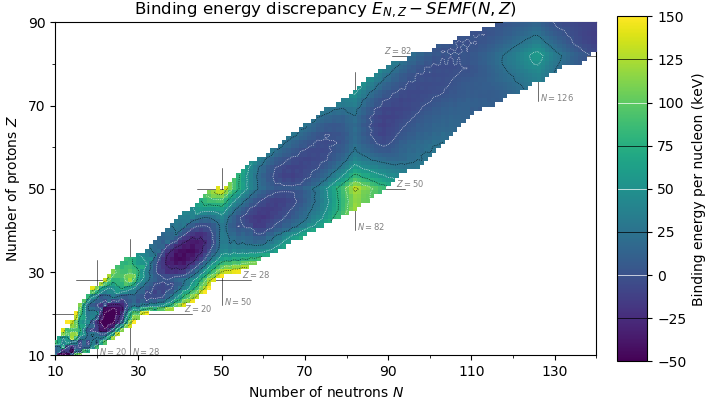 Binding energy discrepancy E_{N,Z} − SEMF(N, Z)
90
70
50
30
10
Number of protons Z
10
30
50
70
90
110
130
Number of neutrons N
Z = 82
N = 126
Z = 50
N = 82
Z = 28
N = 50
Z = 20
N = 20
N = 28
150
125
100
75
50
25
0
−25
−50
Binding energy per nucleon (keV)